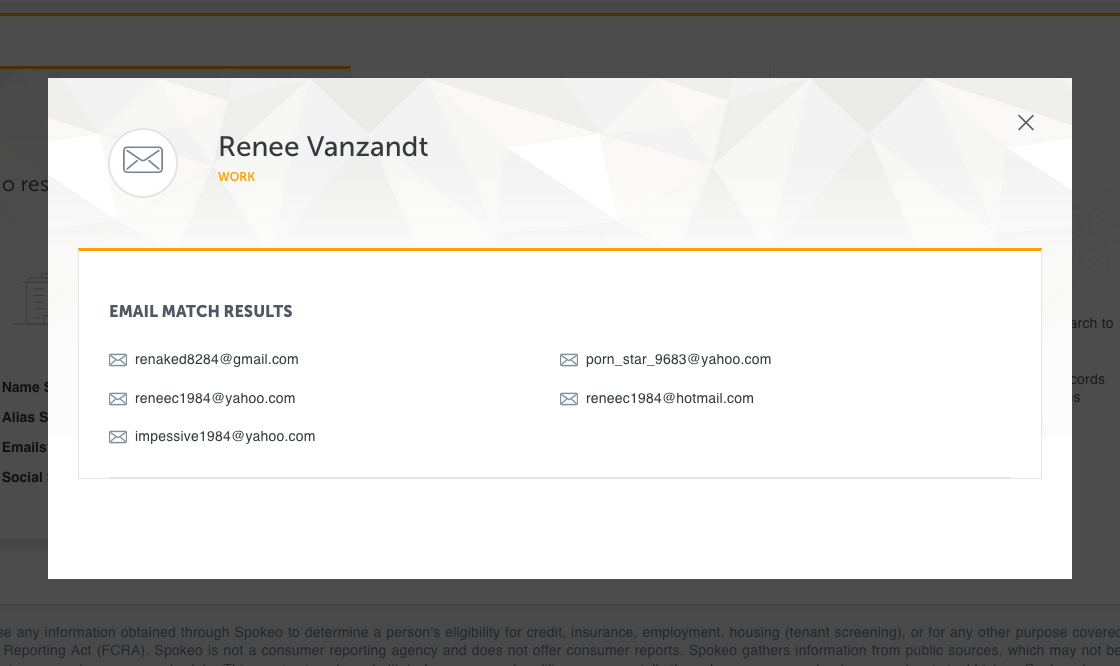 Renee Vanzandt
WORK
o res
EMAIL MATCH RESULTS
renaked8284@gmail.com
porn_star_9683@yahoo.com
reneec1984@yahoo.com
reneec1984@hotmail.com
impessive1984@yahoo.com
arch to
cords
s
Name S
Alias S
Emails
Social
se any information obtained through Spokeo to determine a person's eligibility for credit, insurance, employment, housing (tenant screening), or for any other purpose covered
Reporting Act (FCRA). Spokeo is not a consumer reporting agency and does not offer consumer reports. Spokeo gathers information from public sources, which may not be